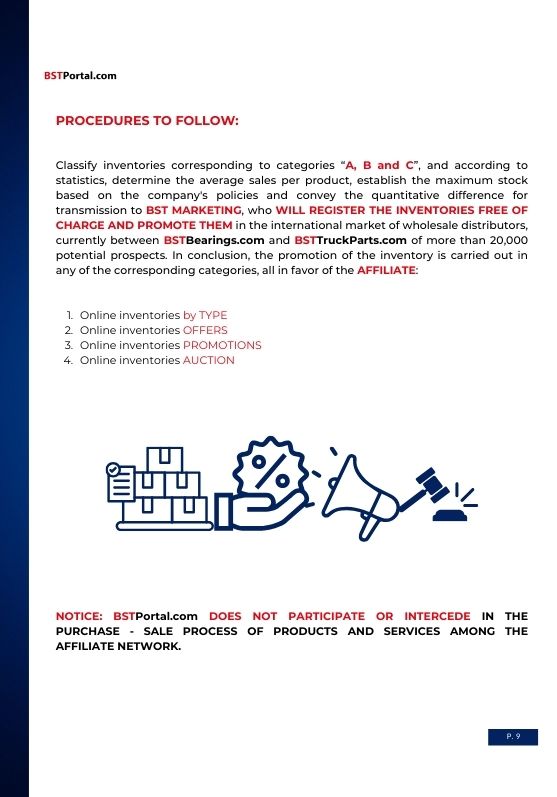 BSTPortal.com
PROCEDURES TO FOLLOW:
Classify inventories corresponding to categories “A, B and C”, and according to
statistics, determine the average sales per product, establish the maximum stock
based on the company's policies and convey the quantitative difference for
transmission to BST MARKETING, who WILL REGISTER THE INVENTORIES FREE OF
CHARGE AND PROMOTE THEM in the international market of wholesale distributors,
currently between BSTBearings.com and BSTTruckParts.com of more than 20,000
potential prospects. In conclusion, the promotion of the inventory is carried out in
any of the corresponding categories, all in favor of the AFFILIATE:
1. Online inventories by TYPE
2. Online inventories OFFERS
3. Online inventories PROMOTIONS
4. Online inventories AUCTION
NOTICE: BSTPortal.com DOES NOT PARTICIPATE OR INTERCEDE IN THE
PURCHASE - SALE PROCESS OF PRODUCTS AND SERVICES AMONG THE
AFFILIATE NETWORK.
P. 9